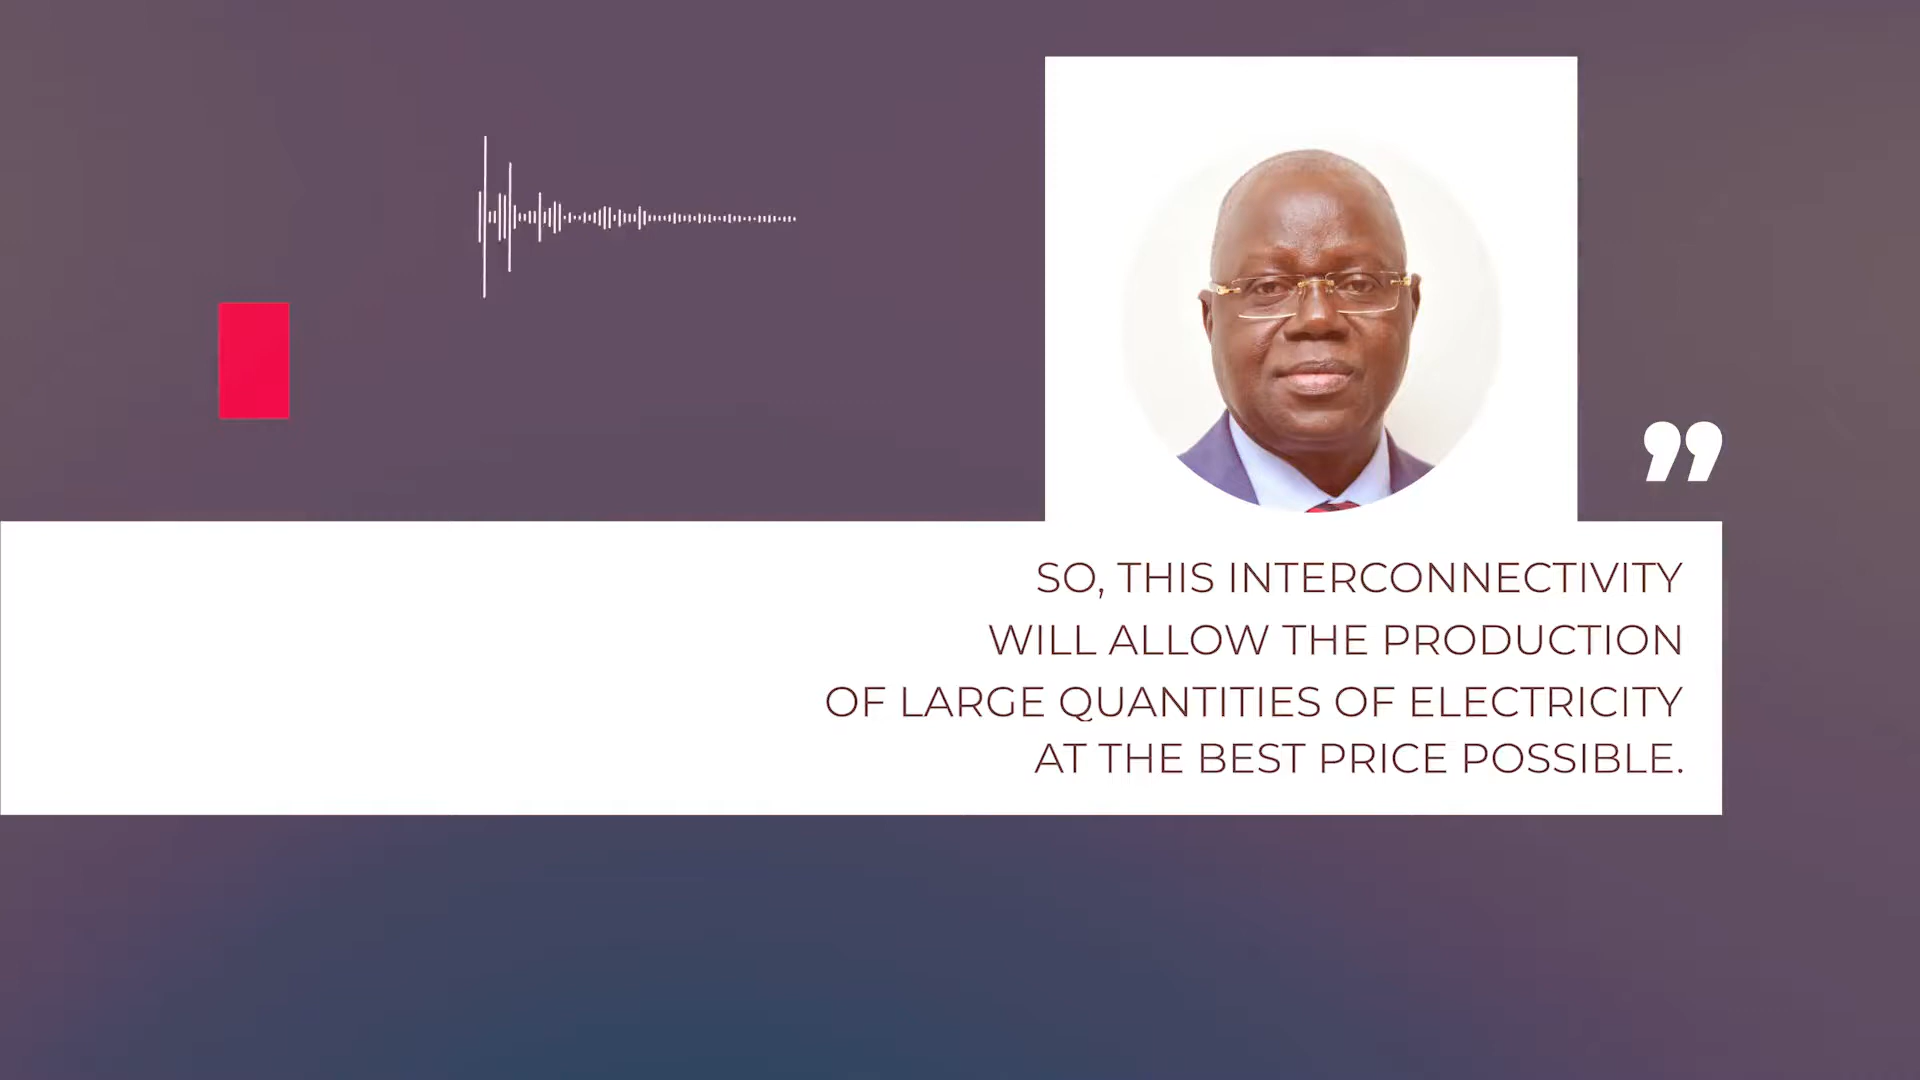 ”
SO, THIS INTERCONNECTIVITY
WILL ALLOW THE PRODUCTION
OF LARGE QUANTITIES OF ELECTRICITY
AT THE BEST PRICE POSSIBLE.